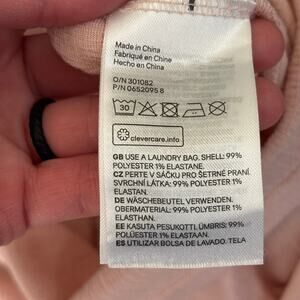 Made in China
Fabriqué en Chine
Hecho en China
O/N 301082
P/N 0652095 8
30
clevercare.info
GB USE A LAUNDRY BAG. SHELL: 99%
POLYESTER 1% ELASTANE.
CZ PERTE V SÁČKU PRO ŠETRNÉ PRANÍ.
SVRCHNÍ LÁTKA: 99% POLYESTER 1%
ELASTAN.
DE WÄSCHEBEUTEL VERWENDEN.
OBERMATERIAL: 99% POLYESTER 1%
ELASTHAN.
EE KASUTA PESUKOTTI. ÜMBRIS: 99%
POLÜESTER 1% ELASTAAN.
ES UTILIZAR BOLSA DE LAVADO. TELA